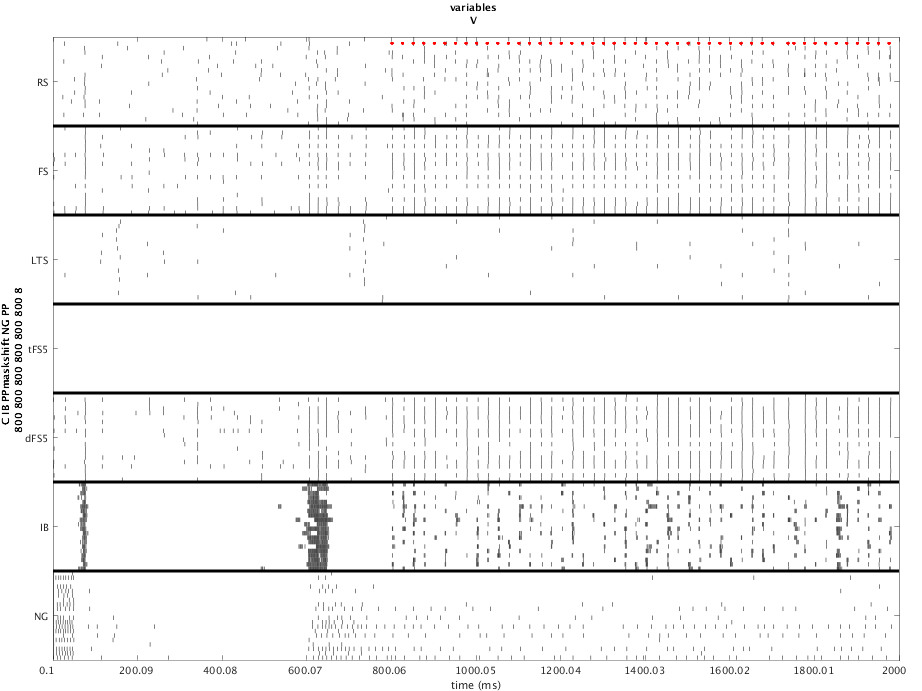 variables
V
RS
FS
LTS
tFS5
dFS5
IB
NG
C IB PPmaskshift NG PP
800 800 800 800 800 800 8
0.1 200.09 400.08 600.07 800.06 1000.05 1200.04 1400.03 1600.02 1800.01 2000
time (ms)